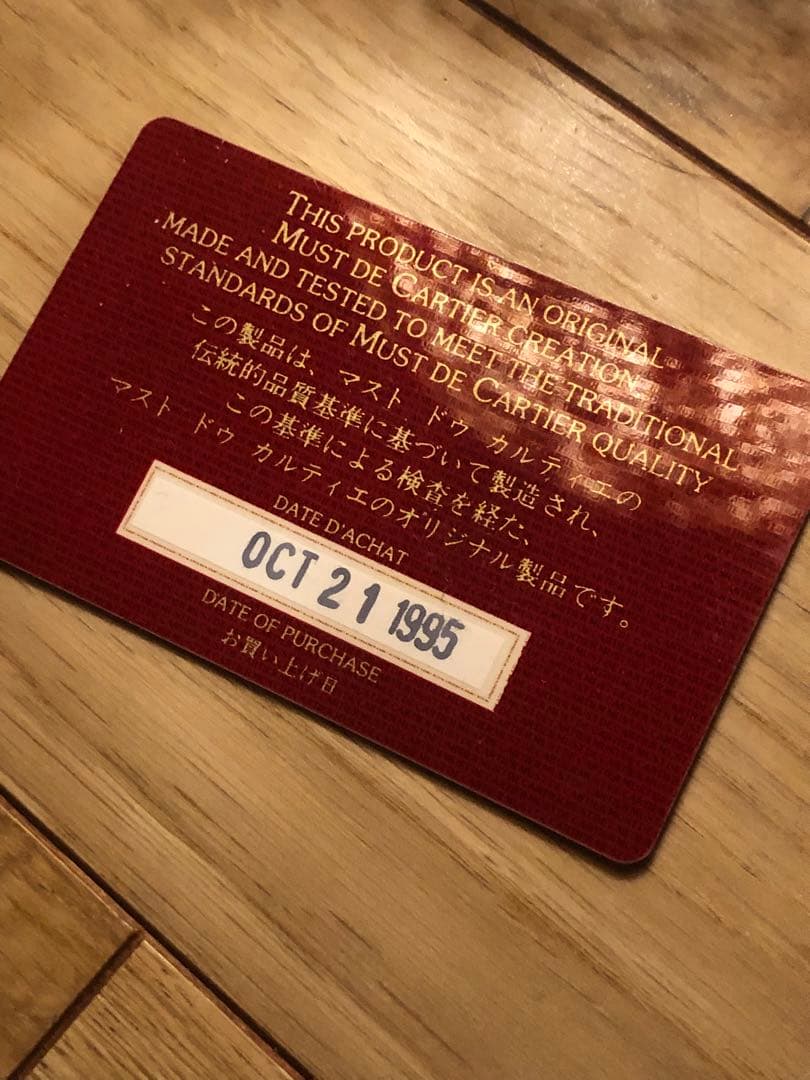 THIS PRODUCT IS AN ORIGINAL
MUST DE CARTIER CREATION
MADE AND TESTED TO MEET THE TRADITIONAL
STANDARDS OF MUST DE CARTIER QUALITY
この製品は、マスト ドゥ カルティエの
伝統的品質基準に基づいて製造され、
この基準による検査を経た、
マスト ドゥ カルティエのオリジナル製品です。
DATE D'ACHAT
OCT 21 1995
DATE OF PURCHASE
お買い上げ日